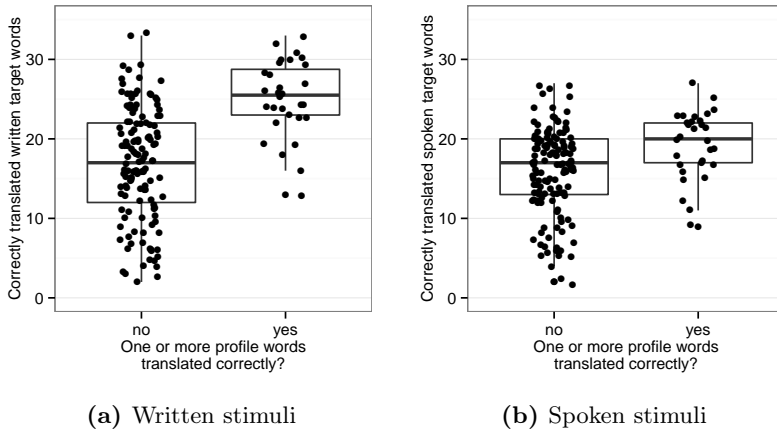 Correctly translated written target words
30
20
10
0
no
yes
One or more profile words
translated correctly?
(a) Written stimuli
Correctly translated spoken target words
30
20
10
0
no
yes
One or more profile words
translated correctly?
(b) Spoken stimuli